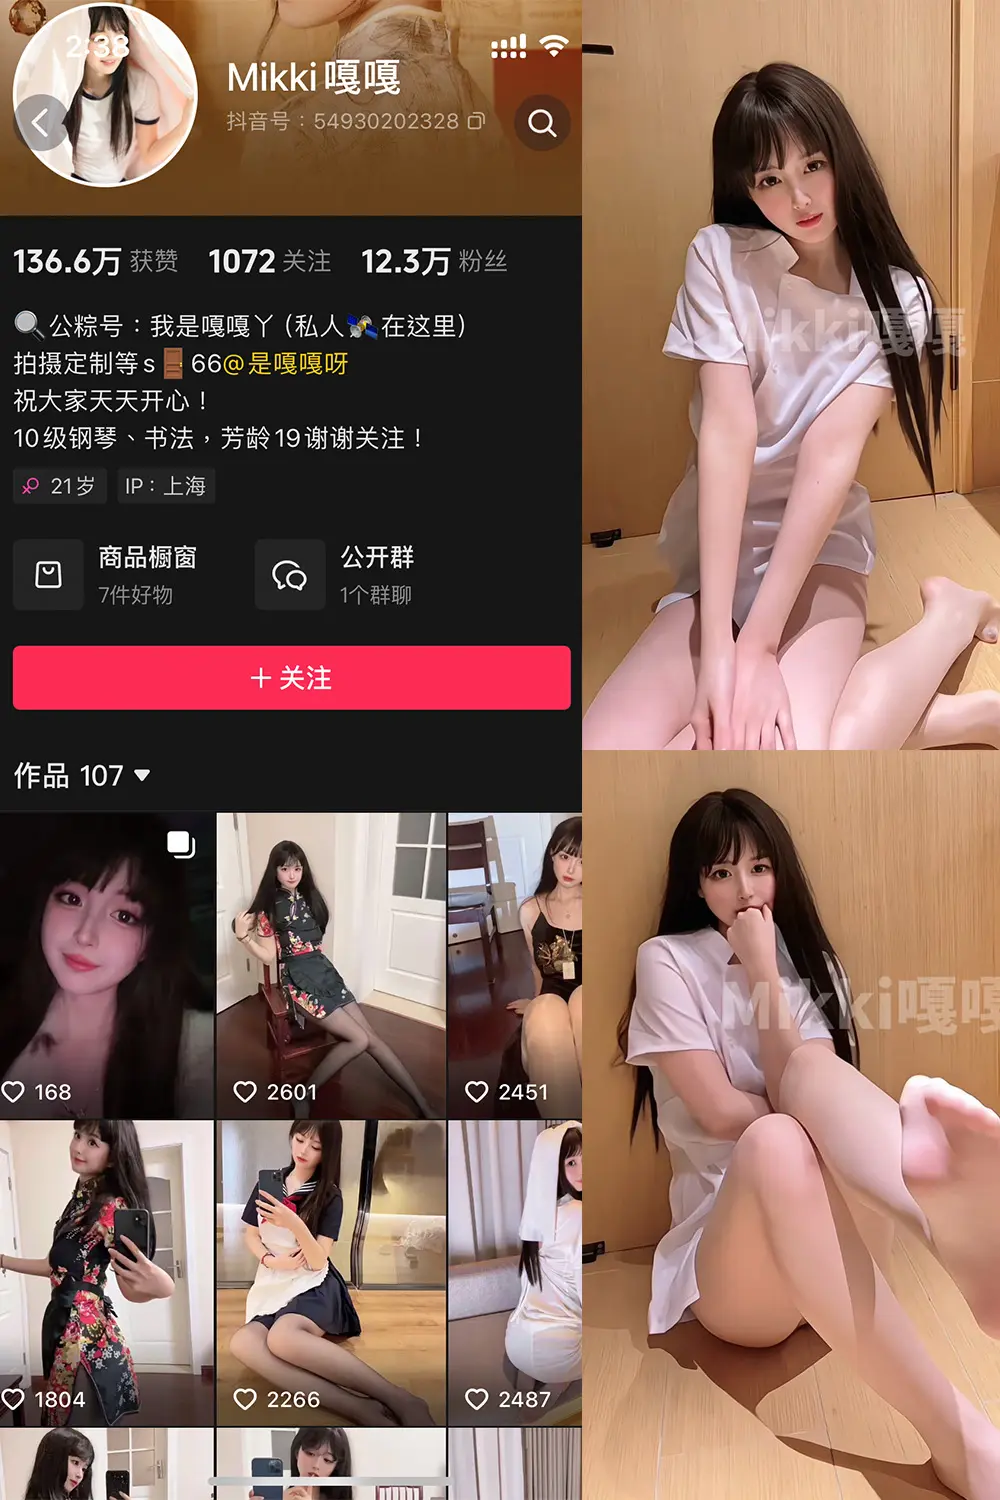 2:38
Mikki嘎嘎
抖音号：54930202328
136.6万 获赞 1072 关注 12.3万 粉丝
公粽号：我是嘎嘎丫 (私人🛰️在这里)
拍摄定制等s🚪66@是嘎嘎呀
祝大家天天开心！
10级钢琴、书法，芳龄19谢谢关注！
21岁 IP：上海
商品橱窗
7件好物
公开群
1个群聊
＋关注
作品 107
168
2601
2451
1804
2266
2487
Mikki嘎嘎
Mikki嘎嘎